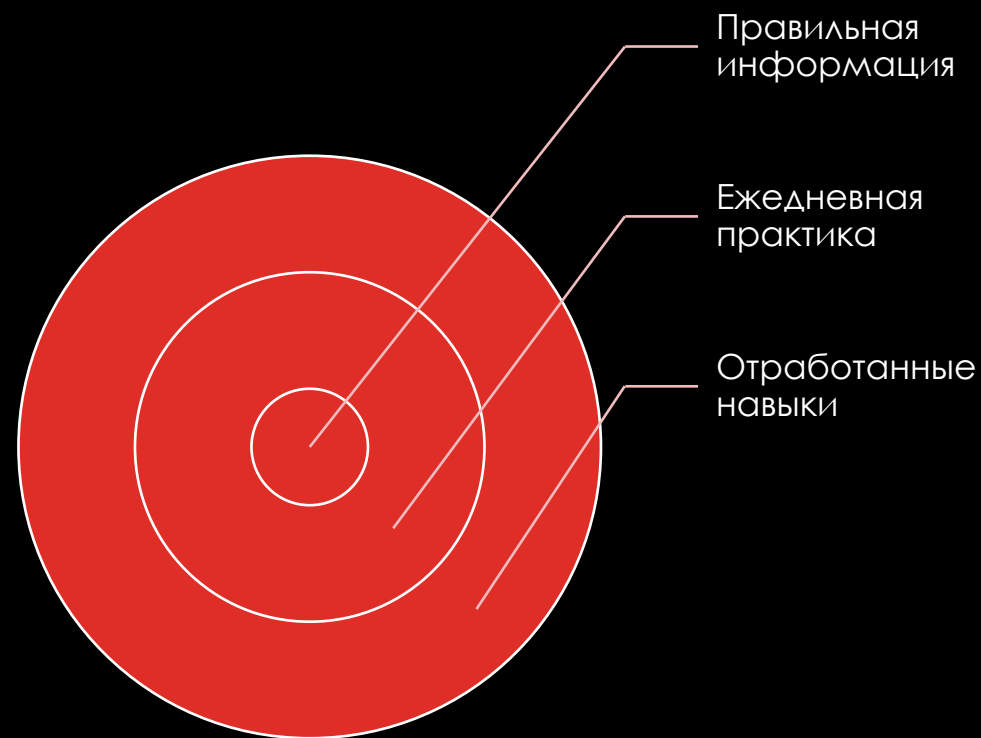 Правильная
информация
Ежедневная
практика
Отработанные
навыки